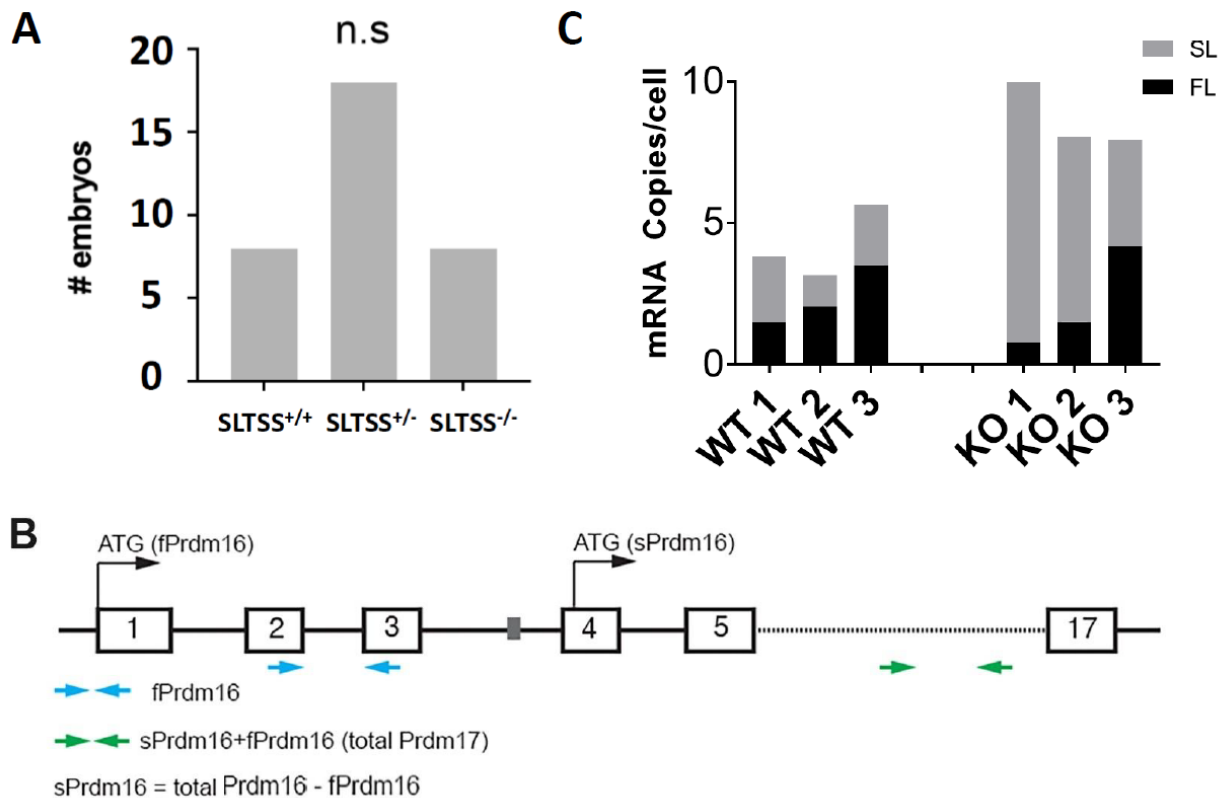 A
n.s
20
15
10
5
0
# embryos
SLTSS+/+ SLTSS+/- SLTSS-/-
C
SL
FL
mRNA Copies/cell
10
5
0
WT 1
WT 2
WT 3
KO 1
KO 2
KO 3
B
ATG (fPrdm16)
ATG (sPrdm16)
1 2 3 4 5 17
fPrdm16
sPrdm16+fPrdm16 (total Prdm17)
sPrdm16 = total Prdm16 - fPrdm16